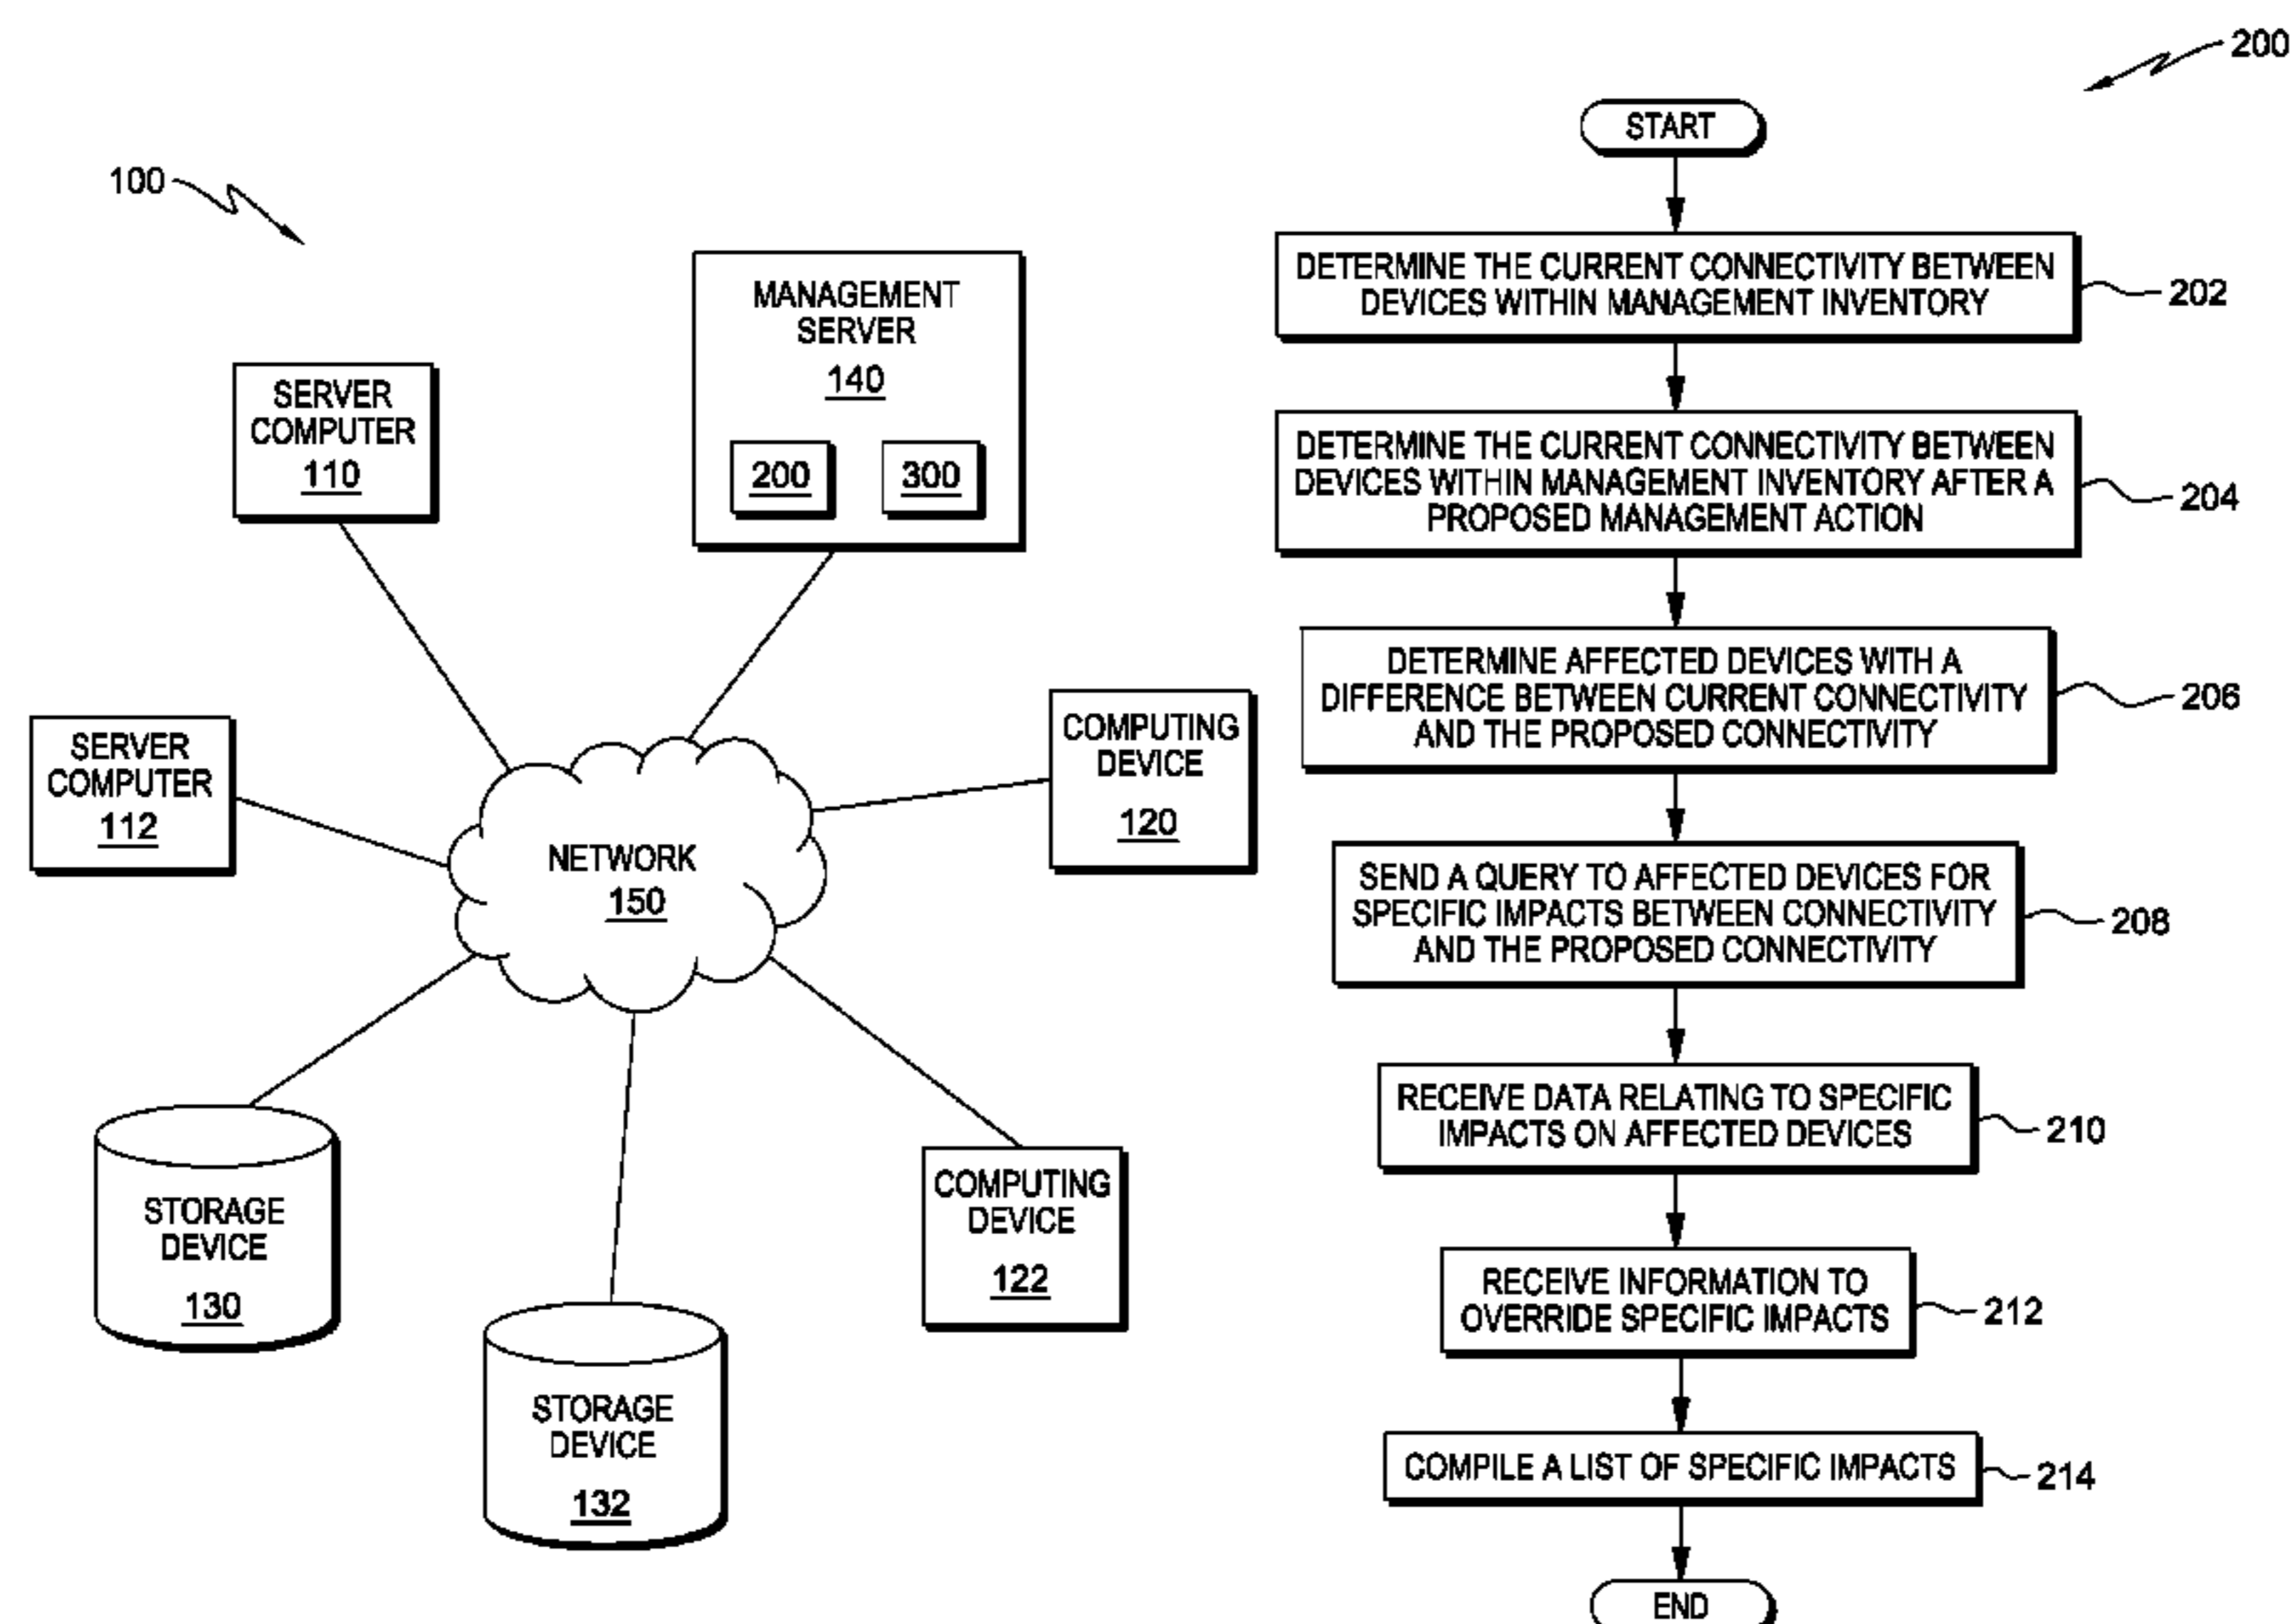 100
MANAGEMENT
SERVER
140
200
300
SERVER
COMPUTER
110
SERVER
COMPUTER
112
COMPUTING
DEVICE
120
NETWORK
150
STORAGE
DEVICE
130
STORAGE
DEVICE
132
COMPUTING
DEVICE
122
200
START
DETERMINE THE CURRENT CONNECTIVITY BETWEEN
DEVICES WITHIN MANAGEMENT INVENTORY
202
DETERMINE THE CURRENT CONNECTIVITY BETWEEN
DEVICES WITHIN MANAGEMENT INVENTORY AFTER A
PROPOSED MANAGEMENT ACTION
204
DETERMINE AFFECTED DEVICES WITH A
DIFFERENCE BETWEEN CURRENT CONNECTIVITY
AND THE PROPOSED CONNECTIVITY
206
SEND A QUERY TO AFFECTED DEVICES FOR
SPECIFIC IMPACTS BETWEEN CONNECTIVITY
AND THE PROPOSED CONNECTIVITY
208
RECEIVE DATA RELATING TO SPECIFIC
IMPACTS ON AFFECTED DEVICES
210
RECEIVE INFORMATION TO
OVERRIDE SPECIFIC IMPACTS
212
COMPILE A LIST OF SPECIFIC IMPACTS
214
END